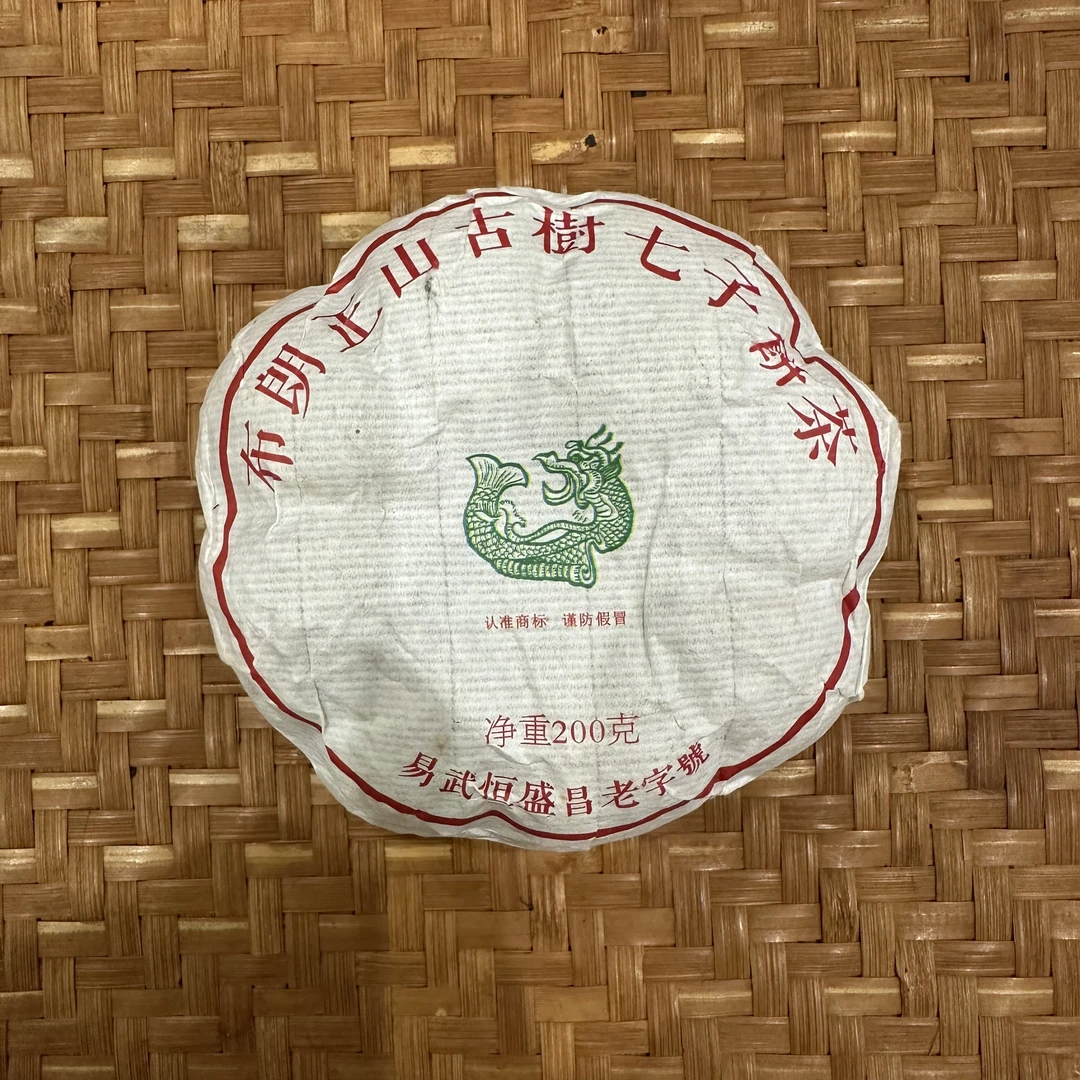 布朗正山古樹七子餅茶
认准商标 谨防假冒
净重200克
易武恒盛昌老字號